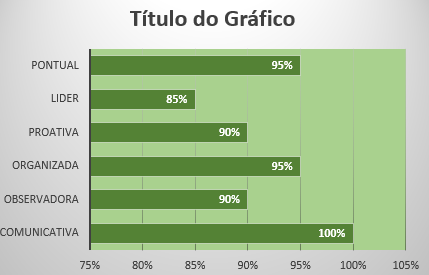 Título do Gráfico
PONTUAL 95%
LIDER 85%
PROATIVA 90%
ORGANIZADA 95%
OBSERVADORA 90%
COMUNICATIVA 100%
75% 80% 85% 90% 95% 100% 105%